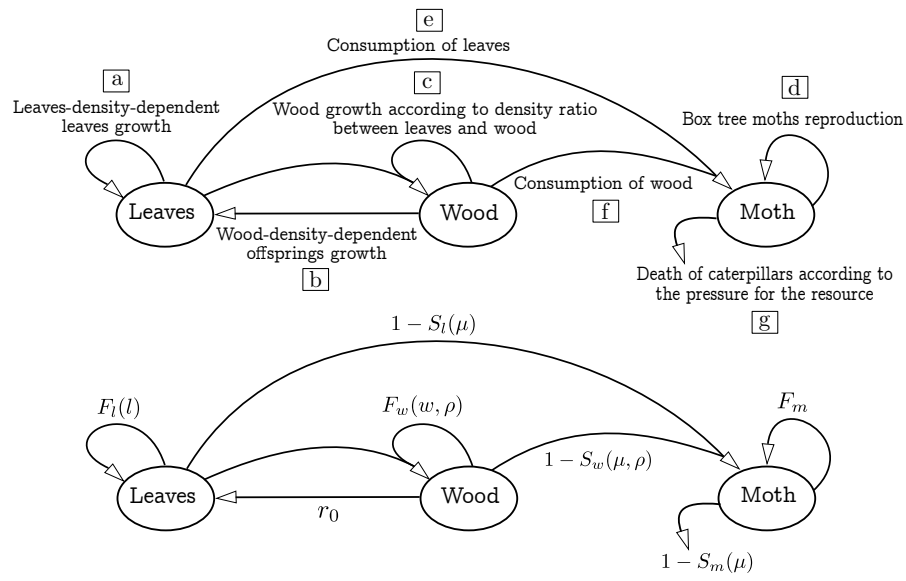 e
Consumption of leaves
a
Leaves-density-dependent
leaves growth
c
Wood growth according to density ratio
between leaves and wood
d
Box tree moths reproduction
Leaves
Wood
Moth
Consumption of wood
f
Wood-density-dependent
offsprings growth
b
Death of caterpillars according to
the pressure for the resource
g
1 − S_l(μ)
F_l(l)
F_w(w, ρ)
F_m
1 − S_w(μ, ρ)
Leaves
Wood
Moth
r_0
1 − S_m(μ)